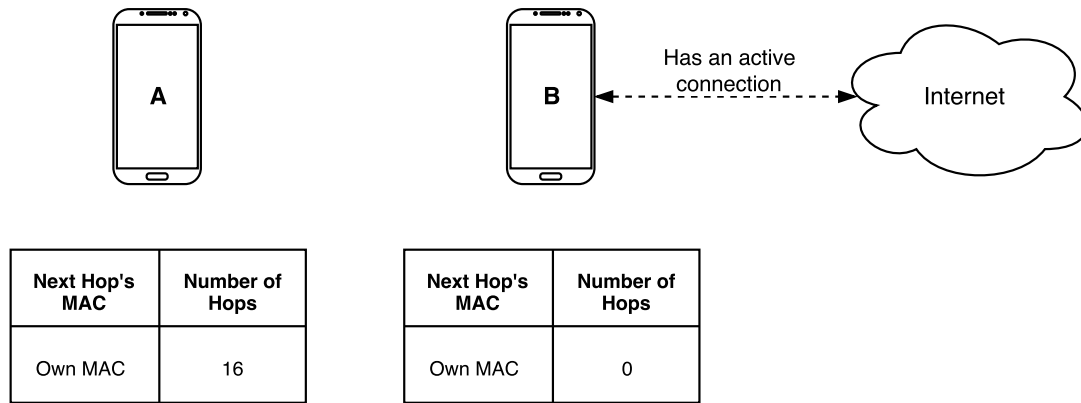 A
B
Has an active
connection
Internet
Next Hop's
MAC
Number of
Hops
Own MAC
16
Next Hop's
MAC
Number of
Hops
Own MAC
0